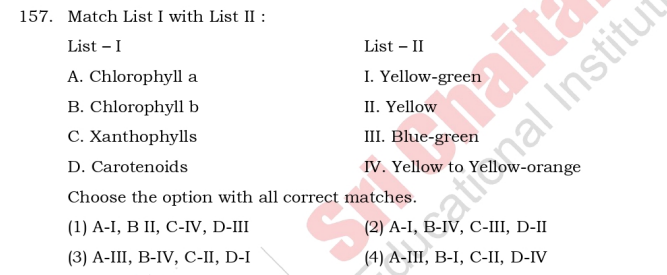 157. Match List I with List II :
List – I List – II
A. Chlorophyll a I. Yellow-green
B. Chlorophyll b II. Yellow
C. Xanthophylls III. Blue-green
D. Carotenoids IV. Yellow to Yellow-orange
Choose the option with all correct matches.
(1) A-I, B II, C-IV, D-III (2) A-I, B-IV, C-III, D-II
(3) A-III, B-IV, C-II, D-I (4) A-III, B-I, C-II, D-IV
Sri Chaita
Educational Institut